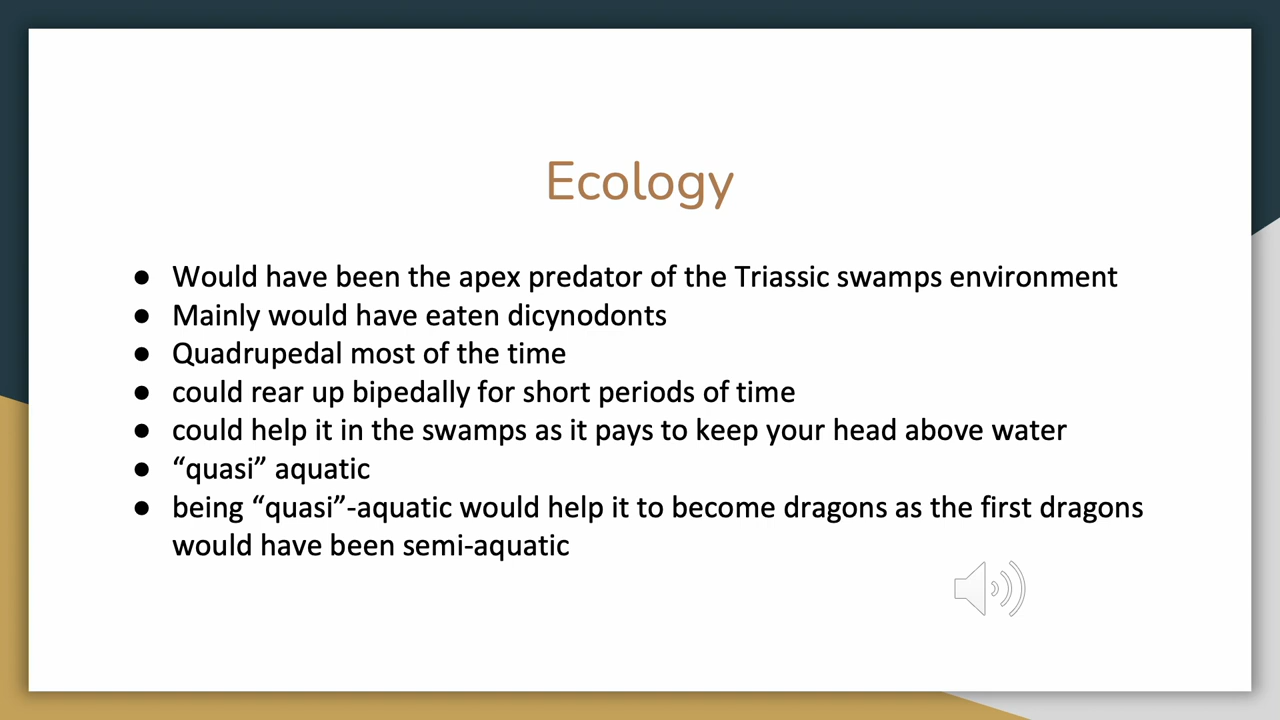 Ecology
● Would have been the apex predator of the Triassic swamps environment
● Mainly would have eaten dicynodonts
● Quadrupedal most of the time
● could rear up bipedally for short periods of time
● could help it in the swamps as it pays to keep your head above water
● “quasi” aquatic
● being “quasi”-aquatic would help it to become dragons as the first dragons
would have been semi-aquatic